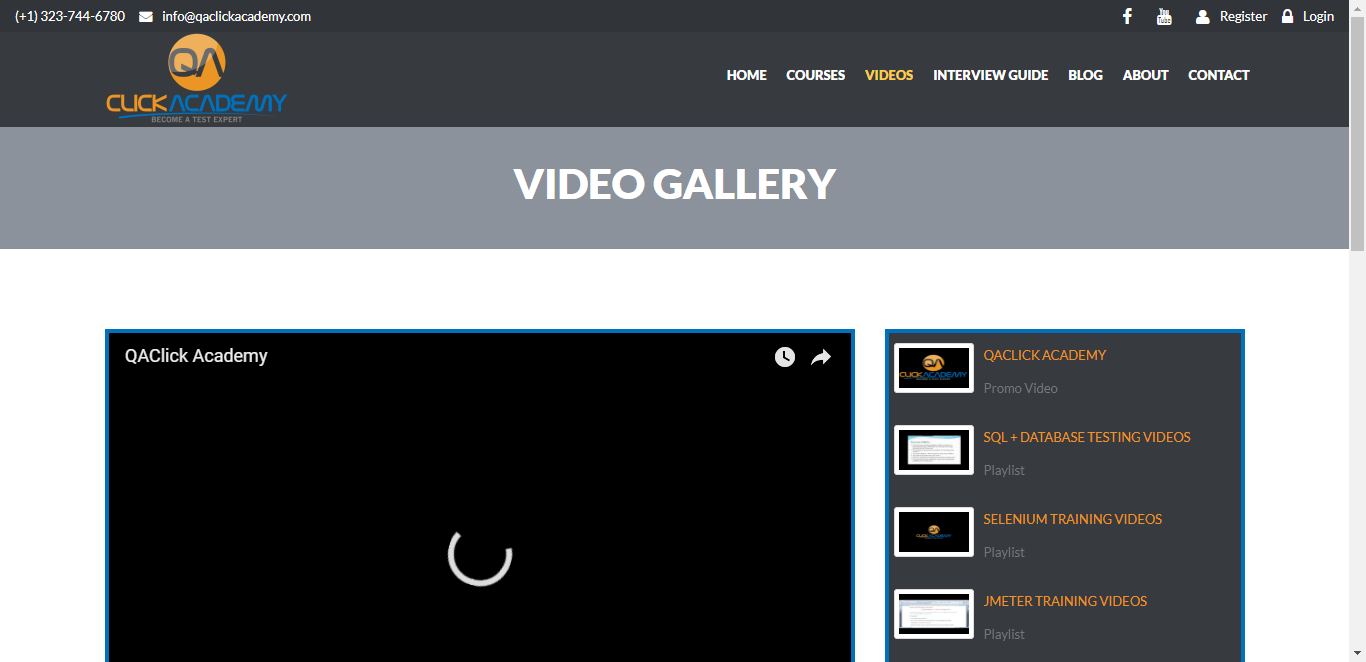 (+1) 323-744-6780 info@qaclickacademy.com Register Login
QA
CLICKACADEMY
BECOME A TEST EXPERT
HOME COURSES VIDEOS INTERVIEW GUIDE BLOG ABOUT CONTACT
VIDEO GALLERY
QAClick Academy
QACLICK ACADEMY
Promo Video
SQL + DATABASE TESTING VIDEOS
Playlist
SELENIUM TRAINING VIDEOS
Playlist
JMETER TRAINING VIDEOS
Playlist